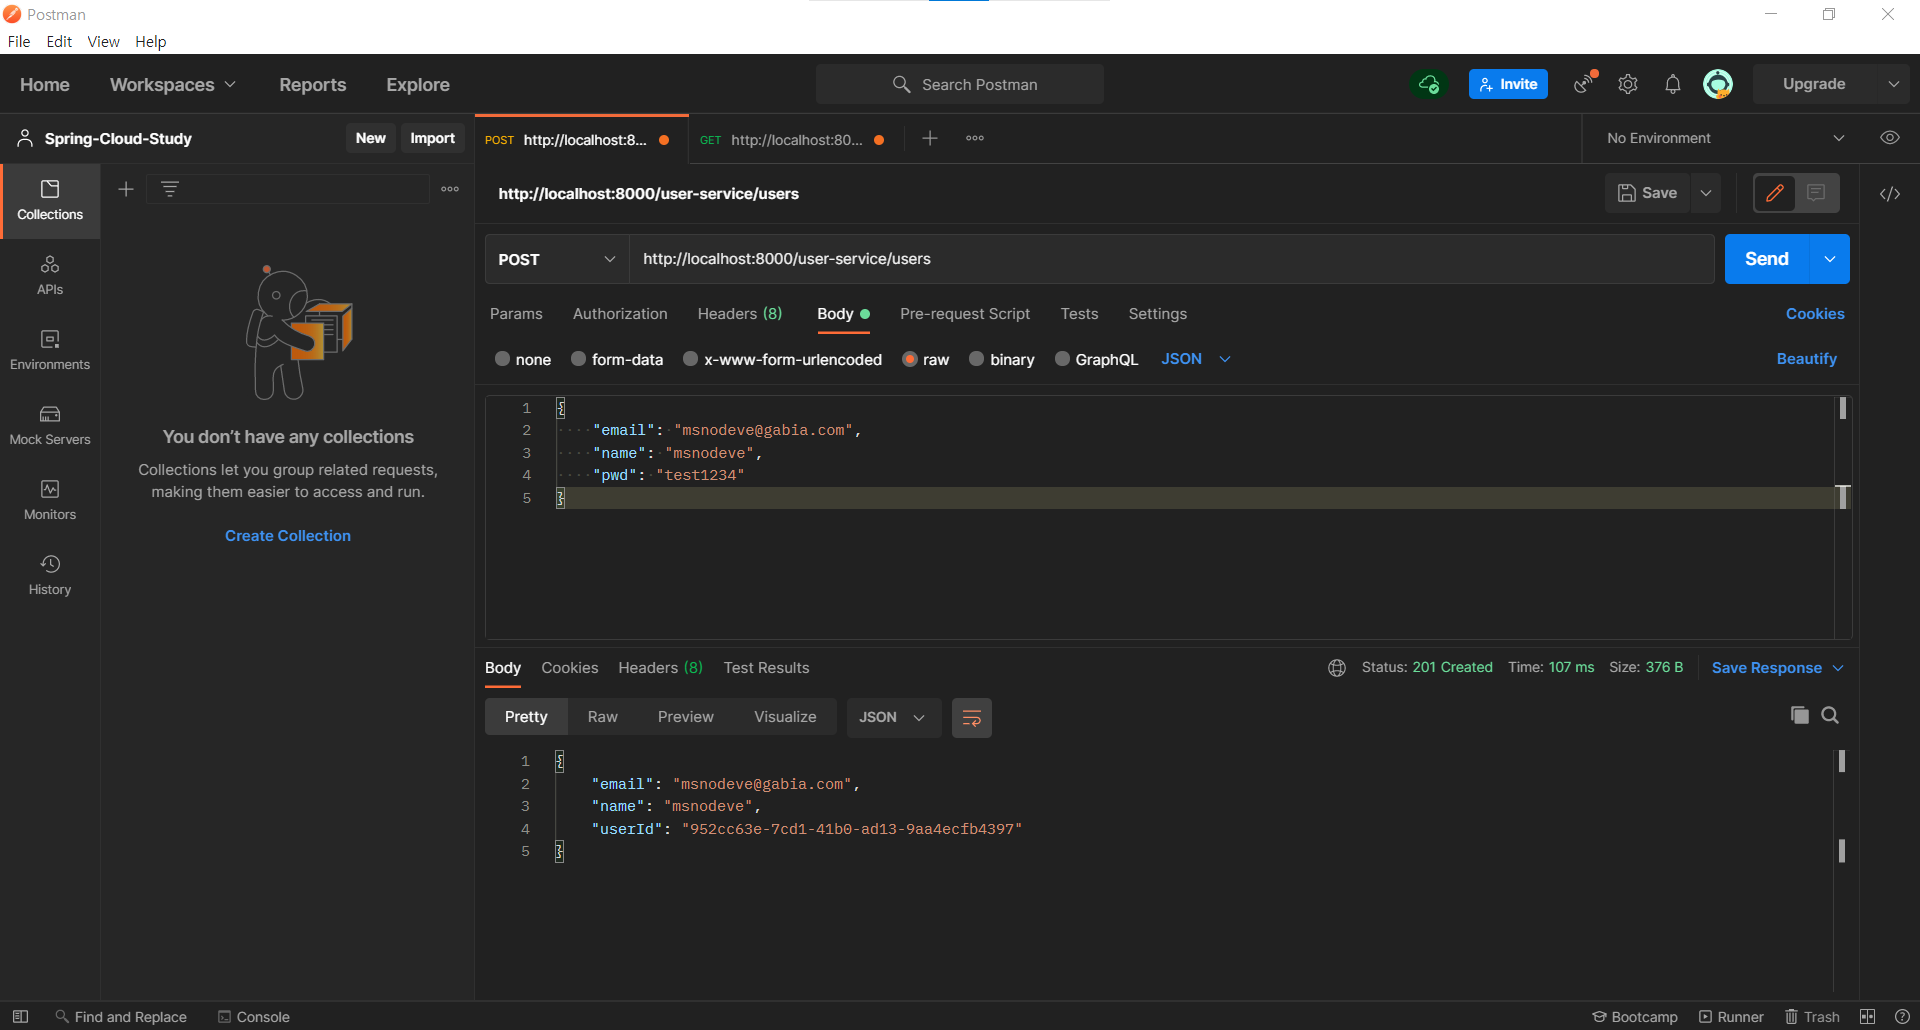 Postman
File Edit View Help
Home Workspaces Reports Explore Search Postman Invite Upgrade
Spring-Cloud-Study New Import POST http://localhost:8... GET http://localhost:80... No Environment
http://localhost:8000/user-service/users Save
Collections
POST http://localhost:8000/user-service/users Send
APIs
Params Authorization Headers (8) Body Pre-request Script Tests Settings Cookies
Environments
none form-data x-www-form-urlencoded raw binary GraphQL JSON Beautify
Mock Servers
Monitors
History
You don't have any collections
Collections let you group related requests,
making them easier to access and run.
Create Collection
1 {
2 "email": "msnodeve@gabia.com",
3 "name": "msnodeve",
4 "pwd": "test1234"
5 }
Body Cookies Headers (8) Test Results Status: 201 Created Time: 107 ms Size: 376 B Save Response
Pretty Raw Preview Visualize JSON
1 {
2 "email": "msnodeve@gabia.com",
3 "name": "msnodeve",
4 "userId": "952cc63e-7cd1-41b0-ad13-9aa4ecfb4397"
5 }
Find and Replace Console Bootcamp Runner Trash